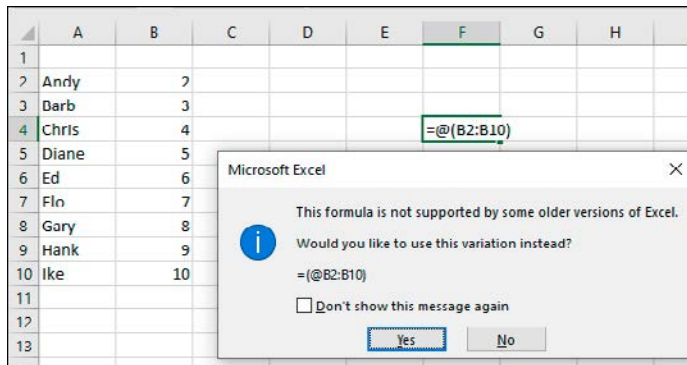 A B C D E F G H
1
2 Andy 2
3 Barb 3
4 Chris 4 =@(B2:B10)
5 Diane 5
6 Ed 6
7 Flo 7
8 Gary 8
9 Hank 9
10 Ike 10
11
12
13
Microsoft Excel
This formula is not supported by some older versions of Excel.
Would you like to use this variation instead?
=(@B2:B10)
Don't show this message again
Yes No